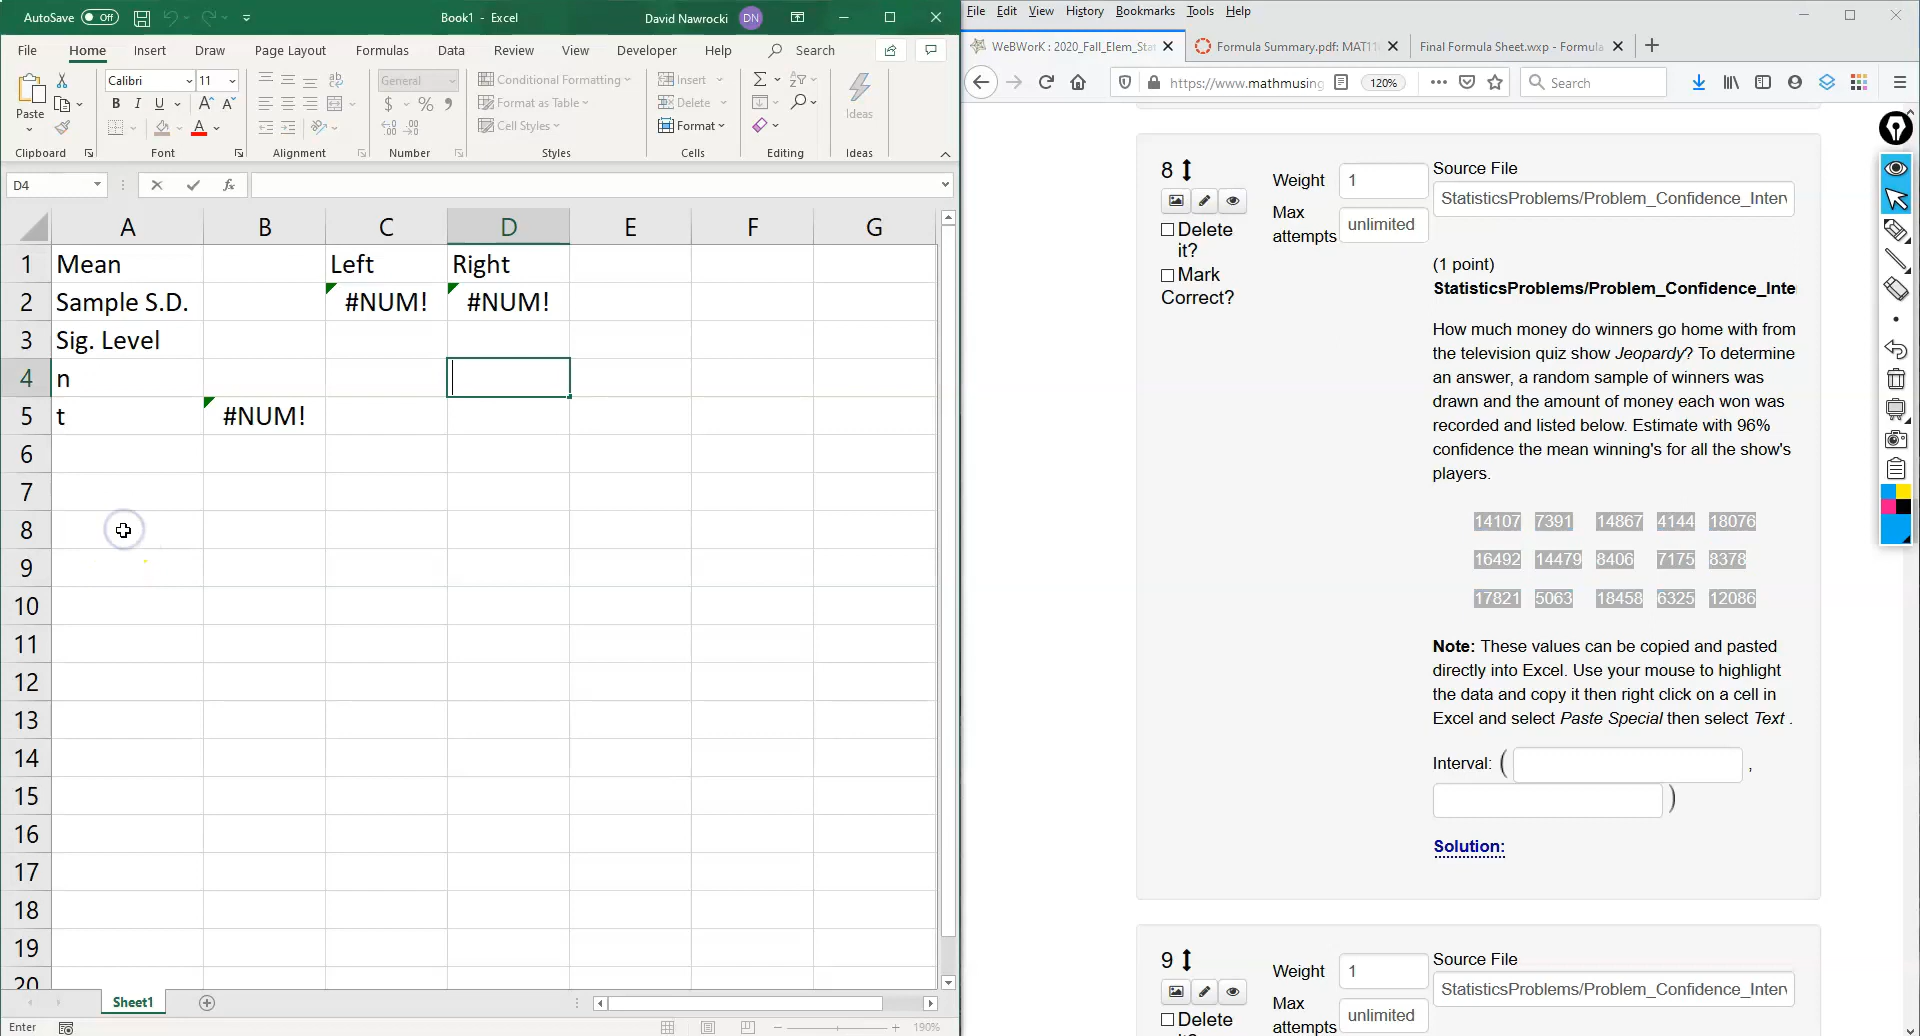 AutoSave Off Book1 - Excel David Nawrocki DN
File Home Insert Draw Page Layout Formulas Data Review View Developer Help Search
Paste
Calibri 11
B I U A A
A
ab
General
$ % 9
Conditional Formatting
Format as Table
Cell Styles
Insert
Delete
Format
Ideas
Clipboard Font Alignment Number Styles Cells Editing Ideas
D4 fx
A B C D E F G
1 Mean Left Right
2 Sample S.D. #NUM! #NUM!
3 Sig. Level
4 n
5 t #NUM!
6
7
8
9
10
11
12
13
14
15
16
17
18
19
20
Sheet1
Enter 190%
File Edit View History Bookmarks Tools Help
WeBWorK : 2020_Fall_Elem_Stat Formula Summary.pdf: MAT11 Final Formula Sheet.wxp - Formula
https://www.mathmusing 120% Search
8
Weight 1
Max attempts unlimited
Delete it?
Mark Correct?
Source File
StatisticsProblems/Problem_Confidence_Interv
(1 point)
StatisticsProblems/Problem_Confidence_Inte
How much money do winners go home with from
the television quiz show Jeopardy? To determine
an answer, a random sample of winners was
drawn and the amount of money each won was
recorded and listed below. Estimate with 96%
confidence the mean winning's for all the show's
players.
14107 7391 14867 4144 18076
16492 14479 8406 7175 8378
17821 5063 18458 6325 12086
Note: These values can be copied and pasted
directly into Excel. Use your mouse to highlight
the data and copy it then right click on a cell in
Excel and select Paste Special then select Text .
Interval: ( ,
)
Solution:
9
Weight 1
Max attempts unlimited
Delete
Source File
StatisticsProblems/Problem_Confidence_Interv